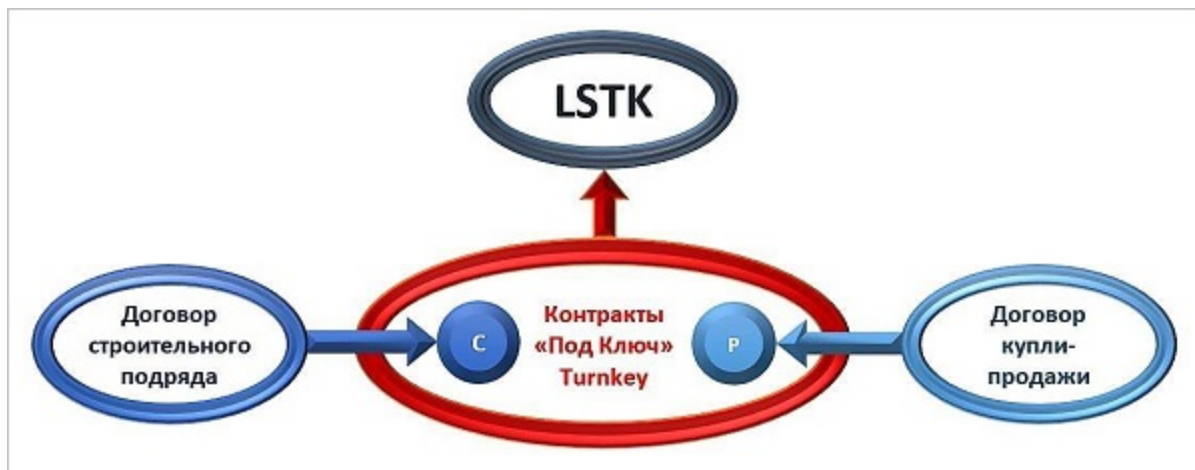 LSTK
Договор
строительного
подряда
С
Контракты
«Под Ключ»
Turnkey
Р
Договор
купли-
продажи